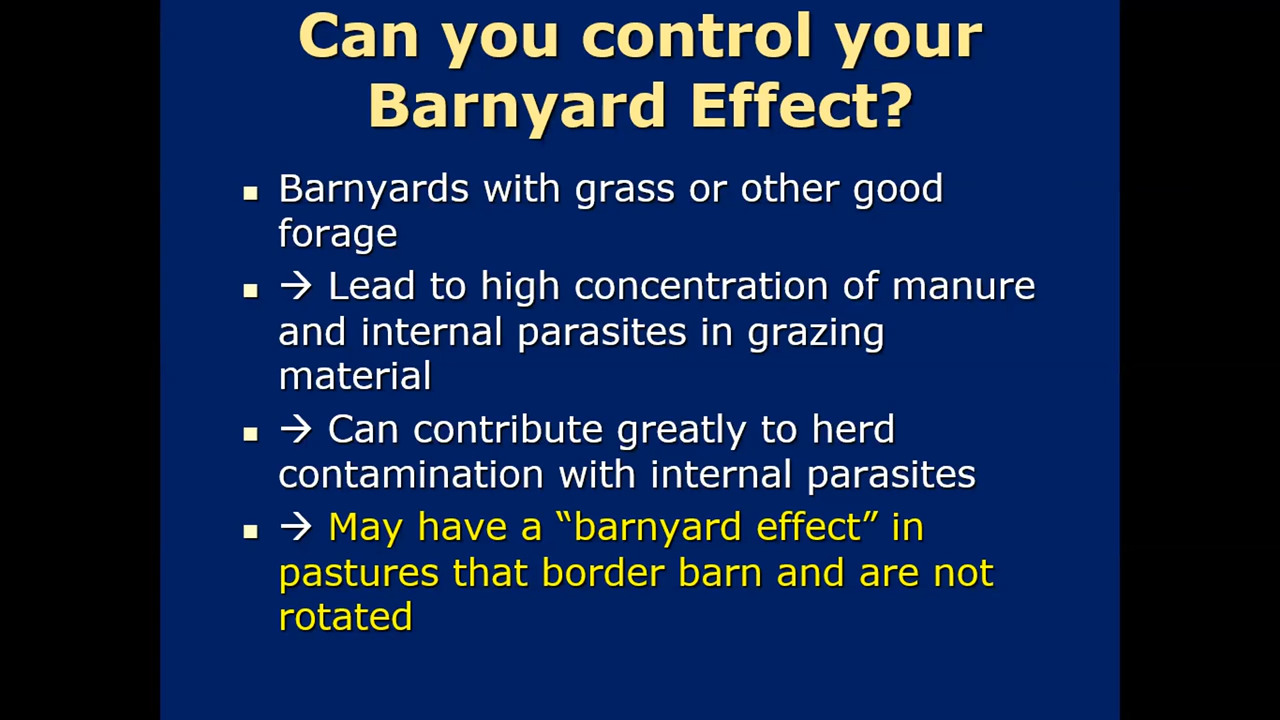 Can you control your
Barnyard Effect?
▪ Barnyards with grass or other good
forage
▪ → Lead to high concentration of manure
and internal parasites in grazing
material
▪ → Can contribute greatly to herd
contamination with internal parasites
▪ → May have a “barnyard effect” in
pastures that border barn and are not
rotated